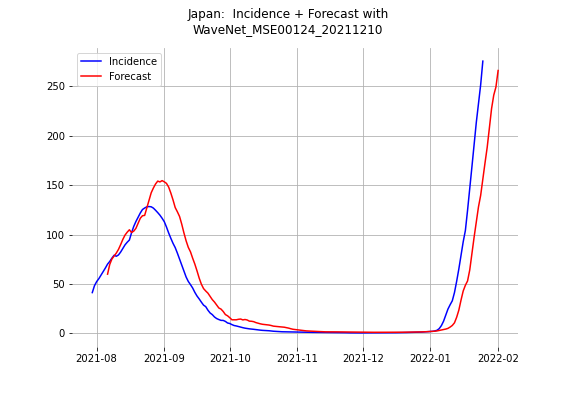 Japan:  Incidence + Forecast with
WaveNet_MSE00124_20211210
Incidence
Forecast
250
200
150
100
50
0
2021-08 2021-09 2021-10 2021-11 2021-12 2022-01 2022-02